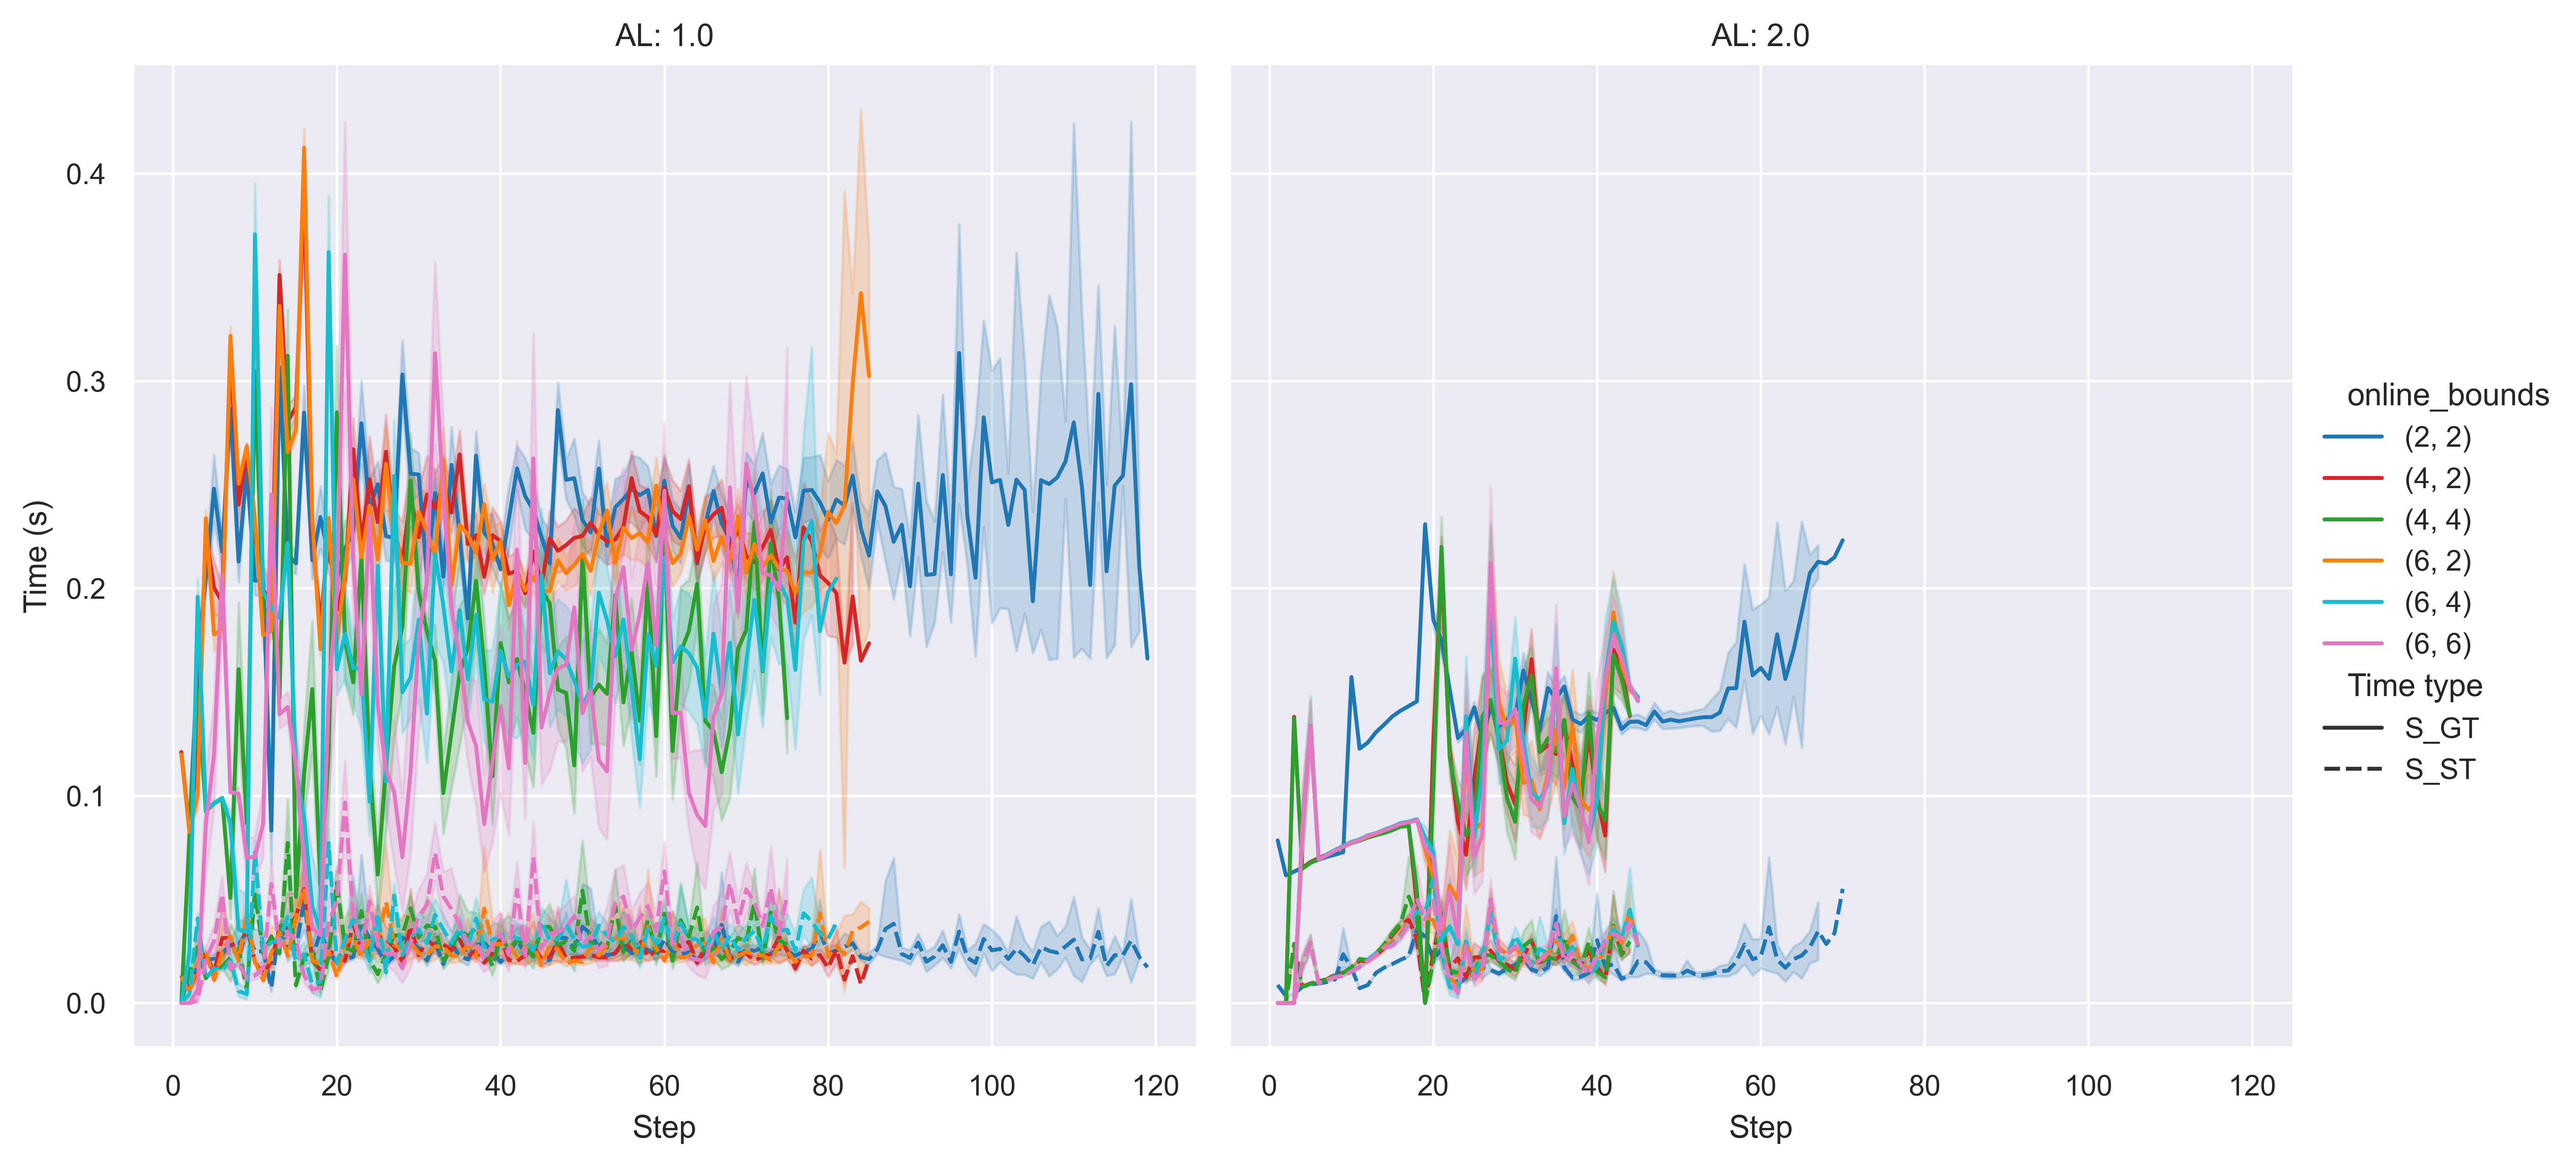 AL: 1.0
AL: 2.0
Time (s)
0.4
0.3
0.2
0.1
0.0
0 20 40 60 80 100 120
0 20 40 60 80 100 120
Step
Step
online_bounds
(2, 2)
(4, 2)
(4, 4)
(6, 2)
(6, 4)
(6, 6)
Time type
S_GT
S_ST